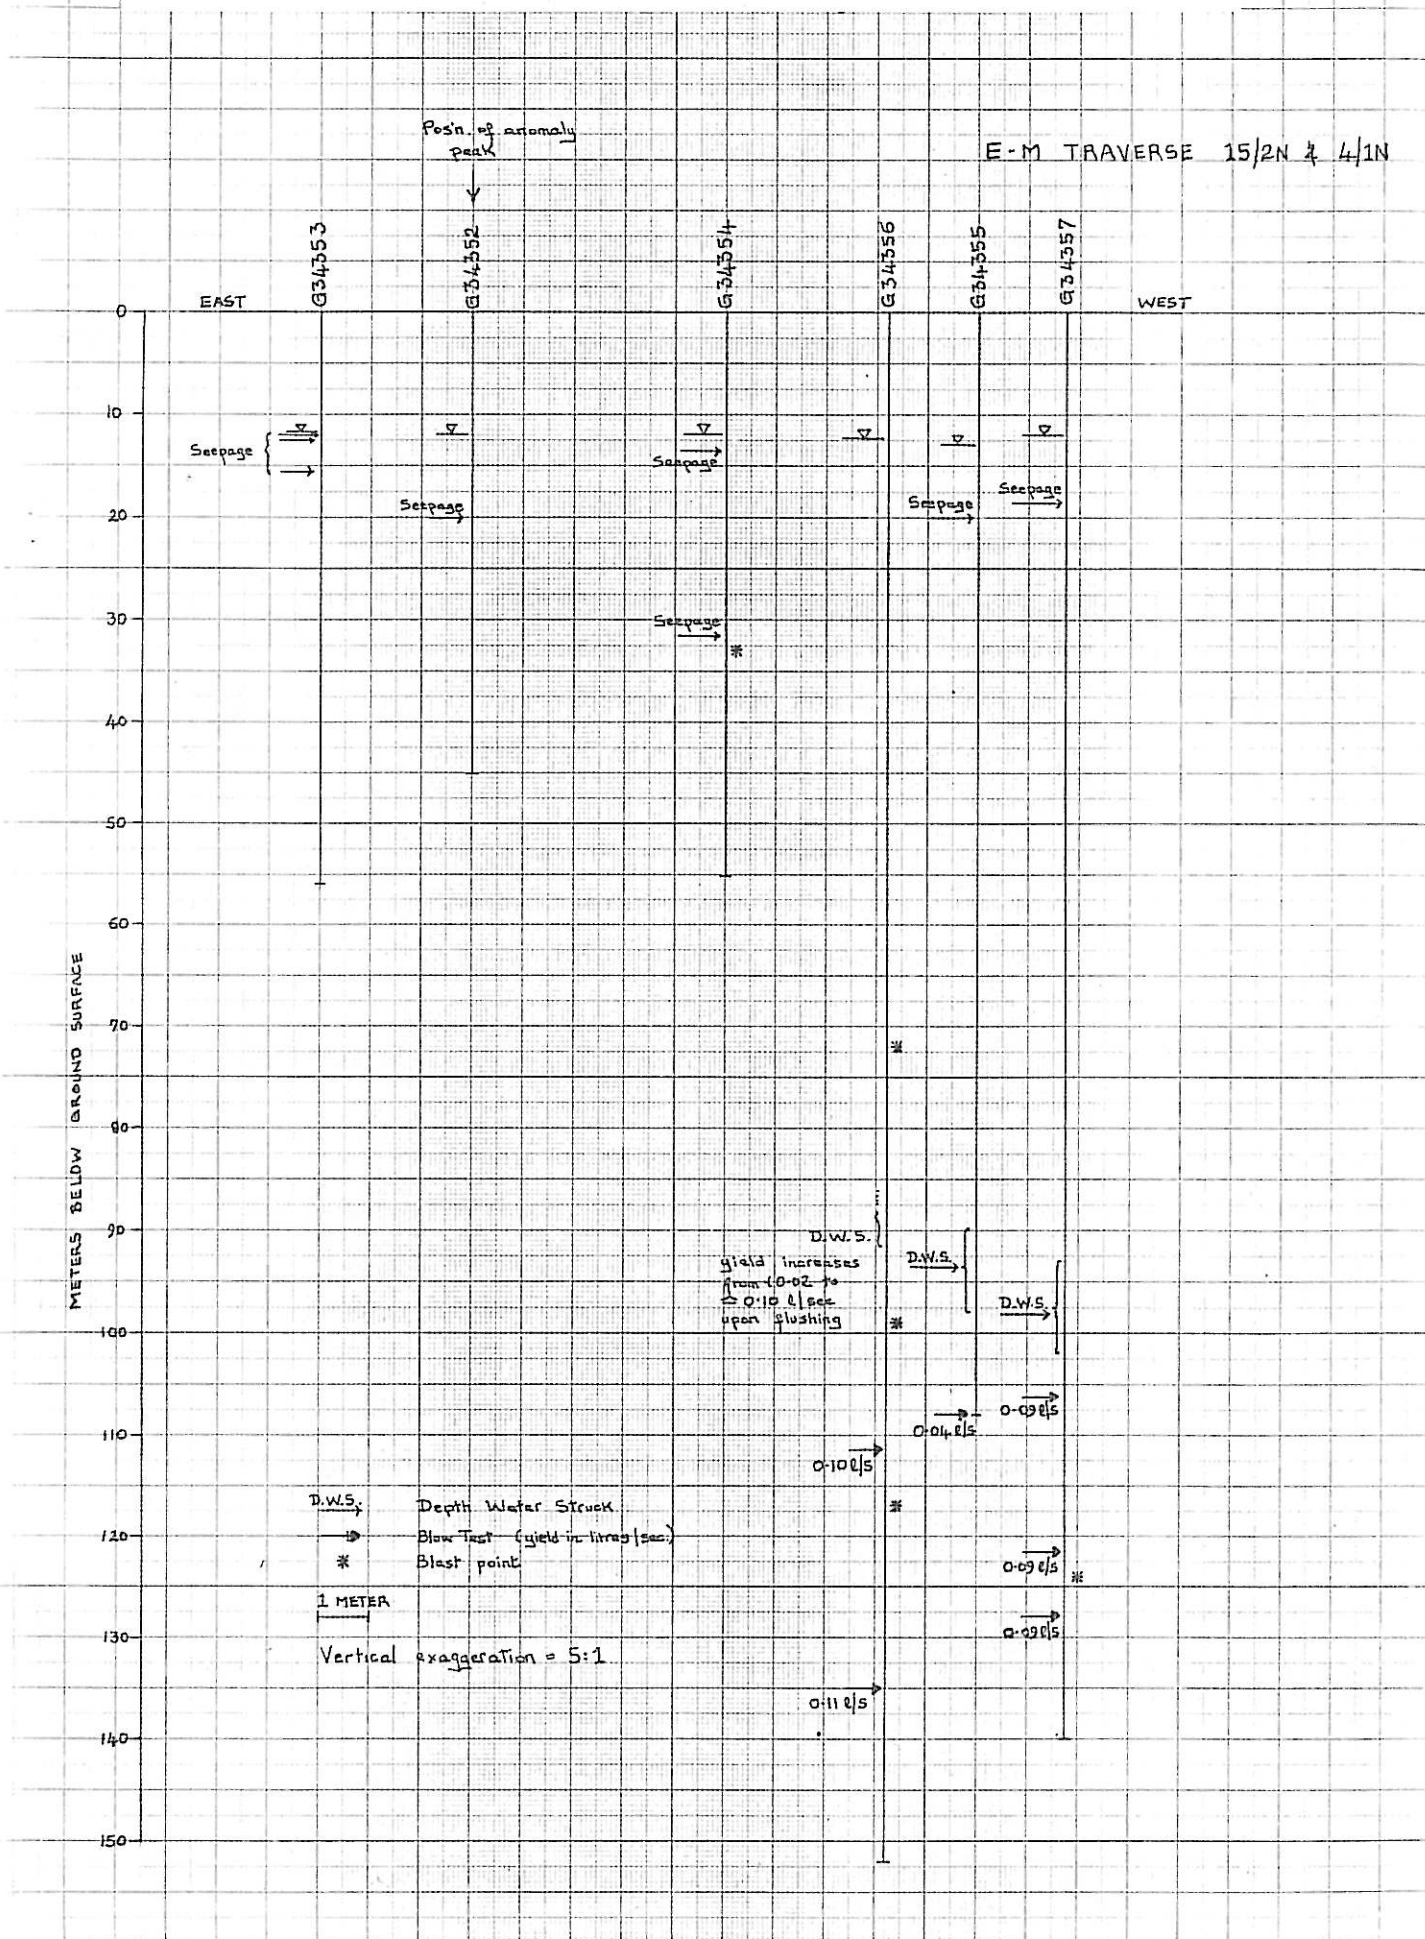 Pos'n. of anomaly
peak
E-M TRAVERSE 15/2N & 4/1N
G34353
G34352
G34354
G34356
G34355
G34357
EAST
WEST
0
10
20
30
40
50
60
70
80
90
100
110
120
130
140
150
METERS BELOW GROUND SURFACE
Seepage
Seepage
Seepage
Seepage
Seepage
Seepage
D.W.S.
yield increases
from <0.02 to
≏ 0.10 l/sec
upon flushing
D.W.S.
D.W.S.
0.09 l/s
0.04 l/s
0.10 l/s
0.09 l/s
0.09 l/s
0.11 l/s
D.W.S. Depth Water Struck.
Blow Test (yield in litres/sec.)
Blast point
1 METER
Vertical exaggeration = 5:1